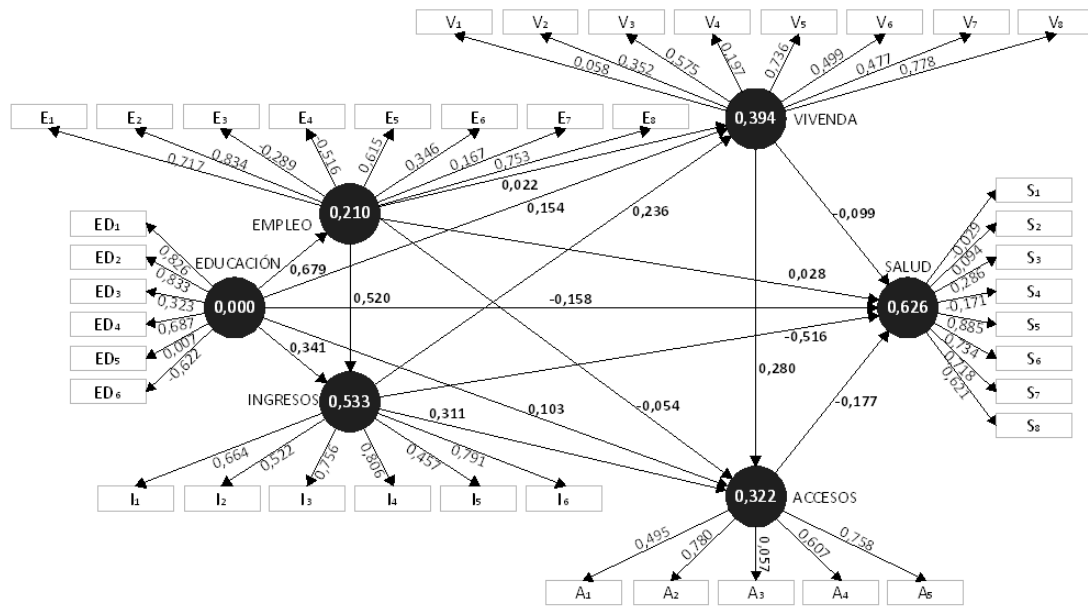 V₁ V₂ V₃ V₄ V₅ V₆ V₇ V₈
0,058 0,352 0,575 0,197 0,736 0,499 0,477 0,778
0,394 VIVENDA
E₁ E₂ E₃ E₄ E₅ E₆ E₇ E₈
0,717 0,834 -0,289 -0,516 0,615 0,346 0,167 0,753
0,022
0,154
0,236
-0,099
0,210
EMPLEO
ED₁
ED₂
ED₃
ED₄
ED₅
ED₆
0,826
0,833
0,323
0,687
0,007
-0,622
EDUCACIÓN
0,000
0,679
0,520
0,341
0,028
-0,158
-0,516
0,280
SALUD
0,626
0,029
0,094
0,286
-0,171
0,885
0,734
0,718
0,621
S₁
S₂
S₃
S₄
S₅
S₆
S₇
S₈
INGRESOS
0,533
0,311
0,103
-0,054
-0,177
0,664 0,522 0,756 0,806 0,457 0,791
I₁ I₂ I₃ I₄ I₅ I₆
0,322 ACCESOS
0,495 0,780 0,057 0,607 0,758
A₁ A₂ A₃ A₄ A₅